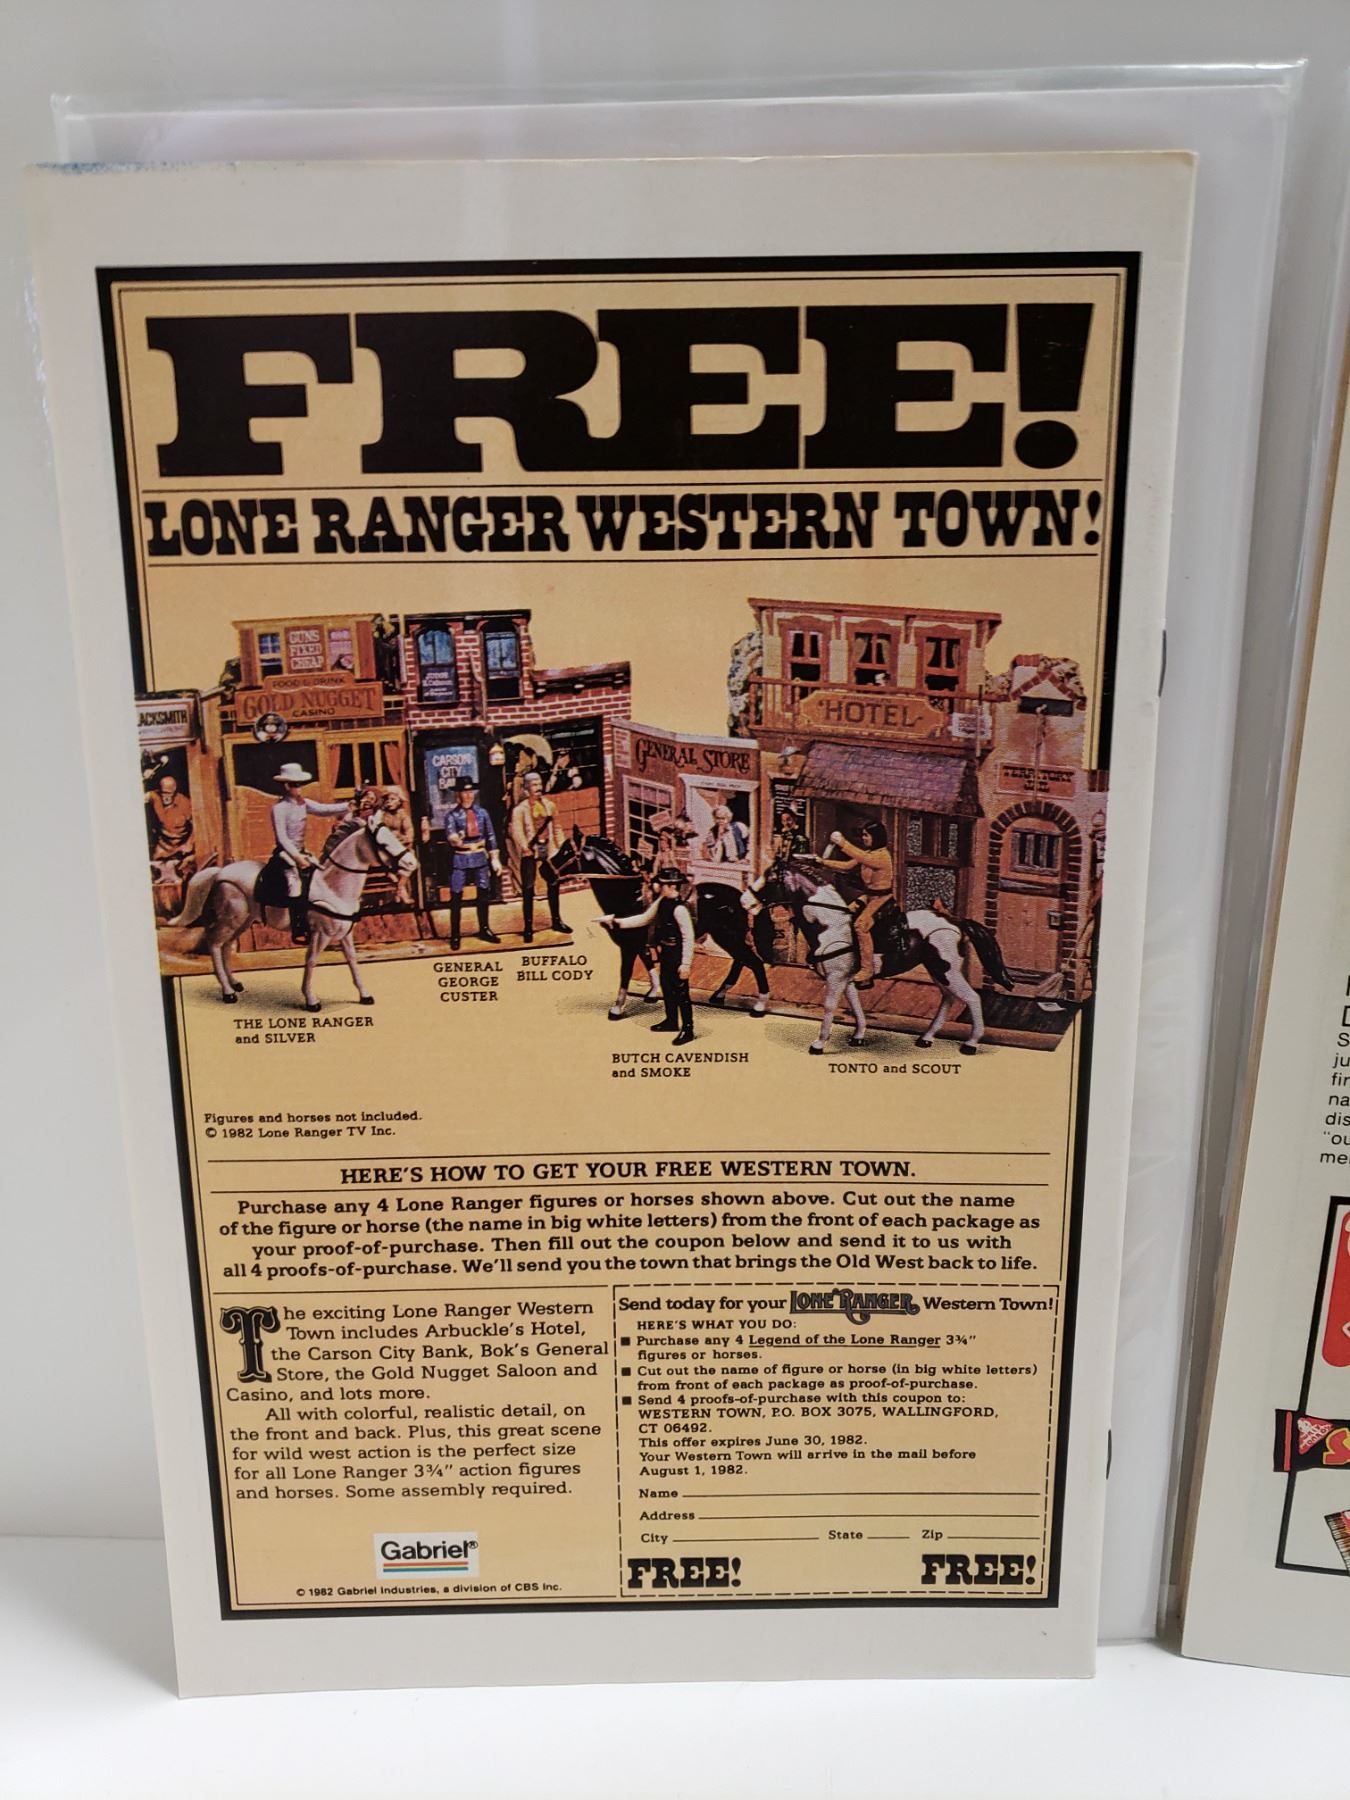 FREE!
LONE RANGER WESTERN TOWN!
GUNS
FIXED
CHEAP
FOOD & DRINK
GOLD NUGGET
CASINO
ACKSMITH
CARSON
CITY
GENERAL STORE
HOTEL
TERRITORY
THE LONE RANGER
and SILVER
GENERAL
GEORGE
CUSTER
BUFFALO
BILL CODY
BUTCH CAVENDISH
and SMOKE
TONTO and SCOUT
Figures and horses not included.
© 1982 Lone Ranger TV Inc.
HERE'S HOW TO GET YOUR FREE WESTERN TOWN.
Purchase any 4 Lone Ranger figures or horses shown above. Cut out the name
of the figure or horse (the name in big white letters) from the front of each package as
your proof-of-purchase. Then fill out the coupon below and send it to us with
all 4 proofs-of-purchase. We'll send you the town that brings the Old West back to life.
The exciting Lone Ranger Western
Town includes Arbuckle's Hotel,
the Carson City Bank, Bok's General
Store, the Gold Nugget Saloon and
Casino, and lots more.
All with colorful, realistic detail, on
the front and back. Plus, this great scene
for wild west action is the perfect size
for all Lone Ranger 3¾" action figures
and horses. Some assembly required.
Gabriel®
© 1982 Gabriel Industries, a division of CBS Inc.
Send today for your LONE RANGER Western Town!
HERE'S WHAT YOU DO:
■ Purchase any 4 Legend of the Lone Ranger 3¾"
figures or horses.
■ Cut out the name of figure or horse (in big white letters)
from front of each package as proof-of-purchase.
■ Send 4 proofs-of-purchase with this coupon to:
WESTERN TOWN, P.O. BOX 3075, WALLINGFORD,
CT 06492.
This offer expires June 30, 1982.
Your Western Town will arrive in the mail before
August 1, 1982.
Name
Address
City State Zip
FREE! FREE!